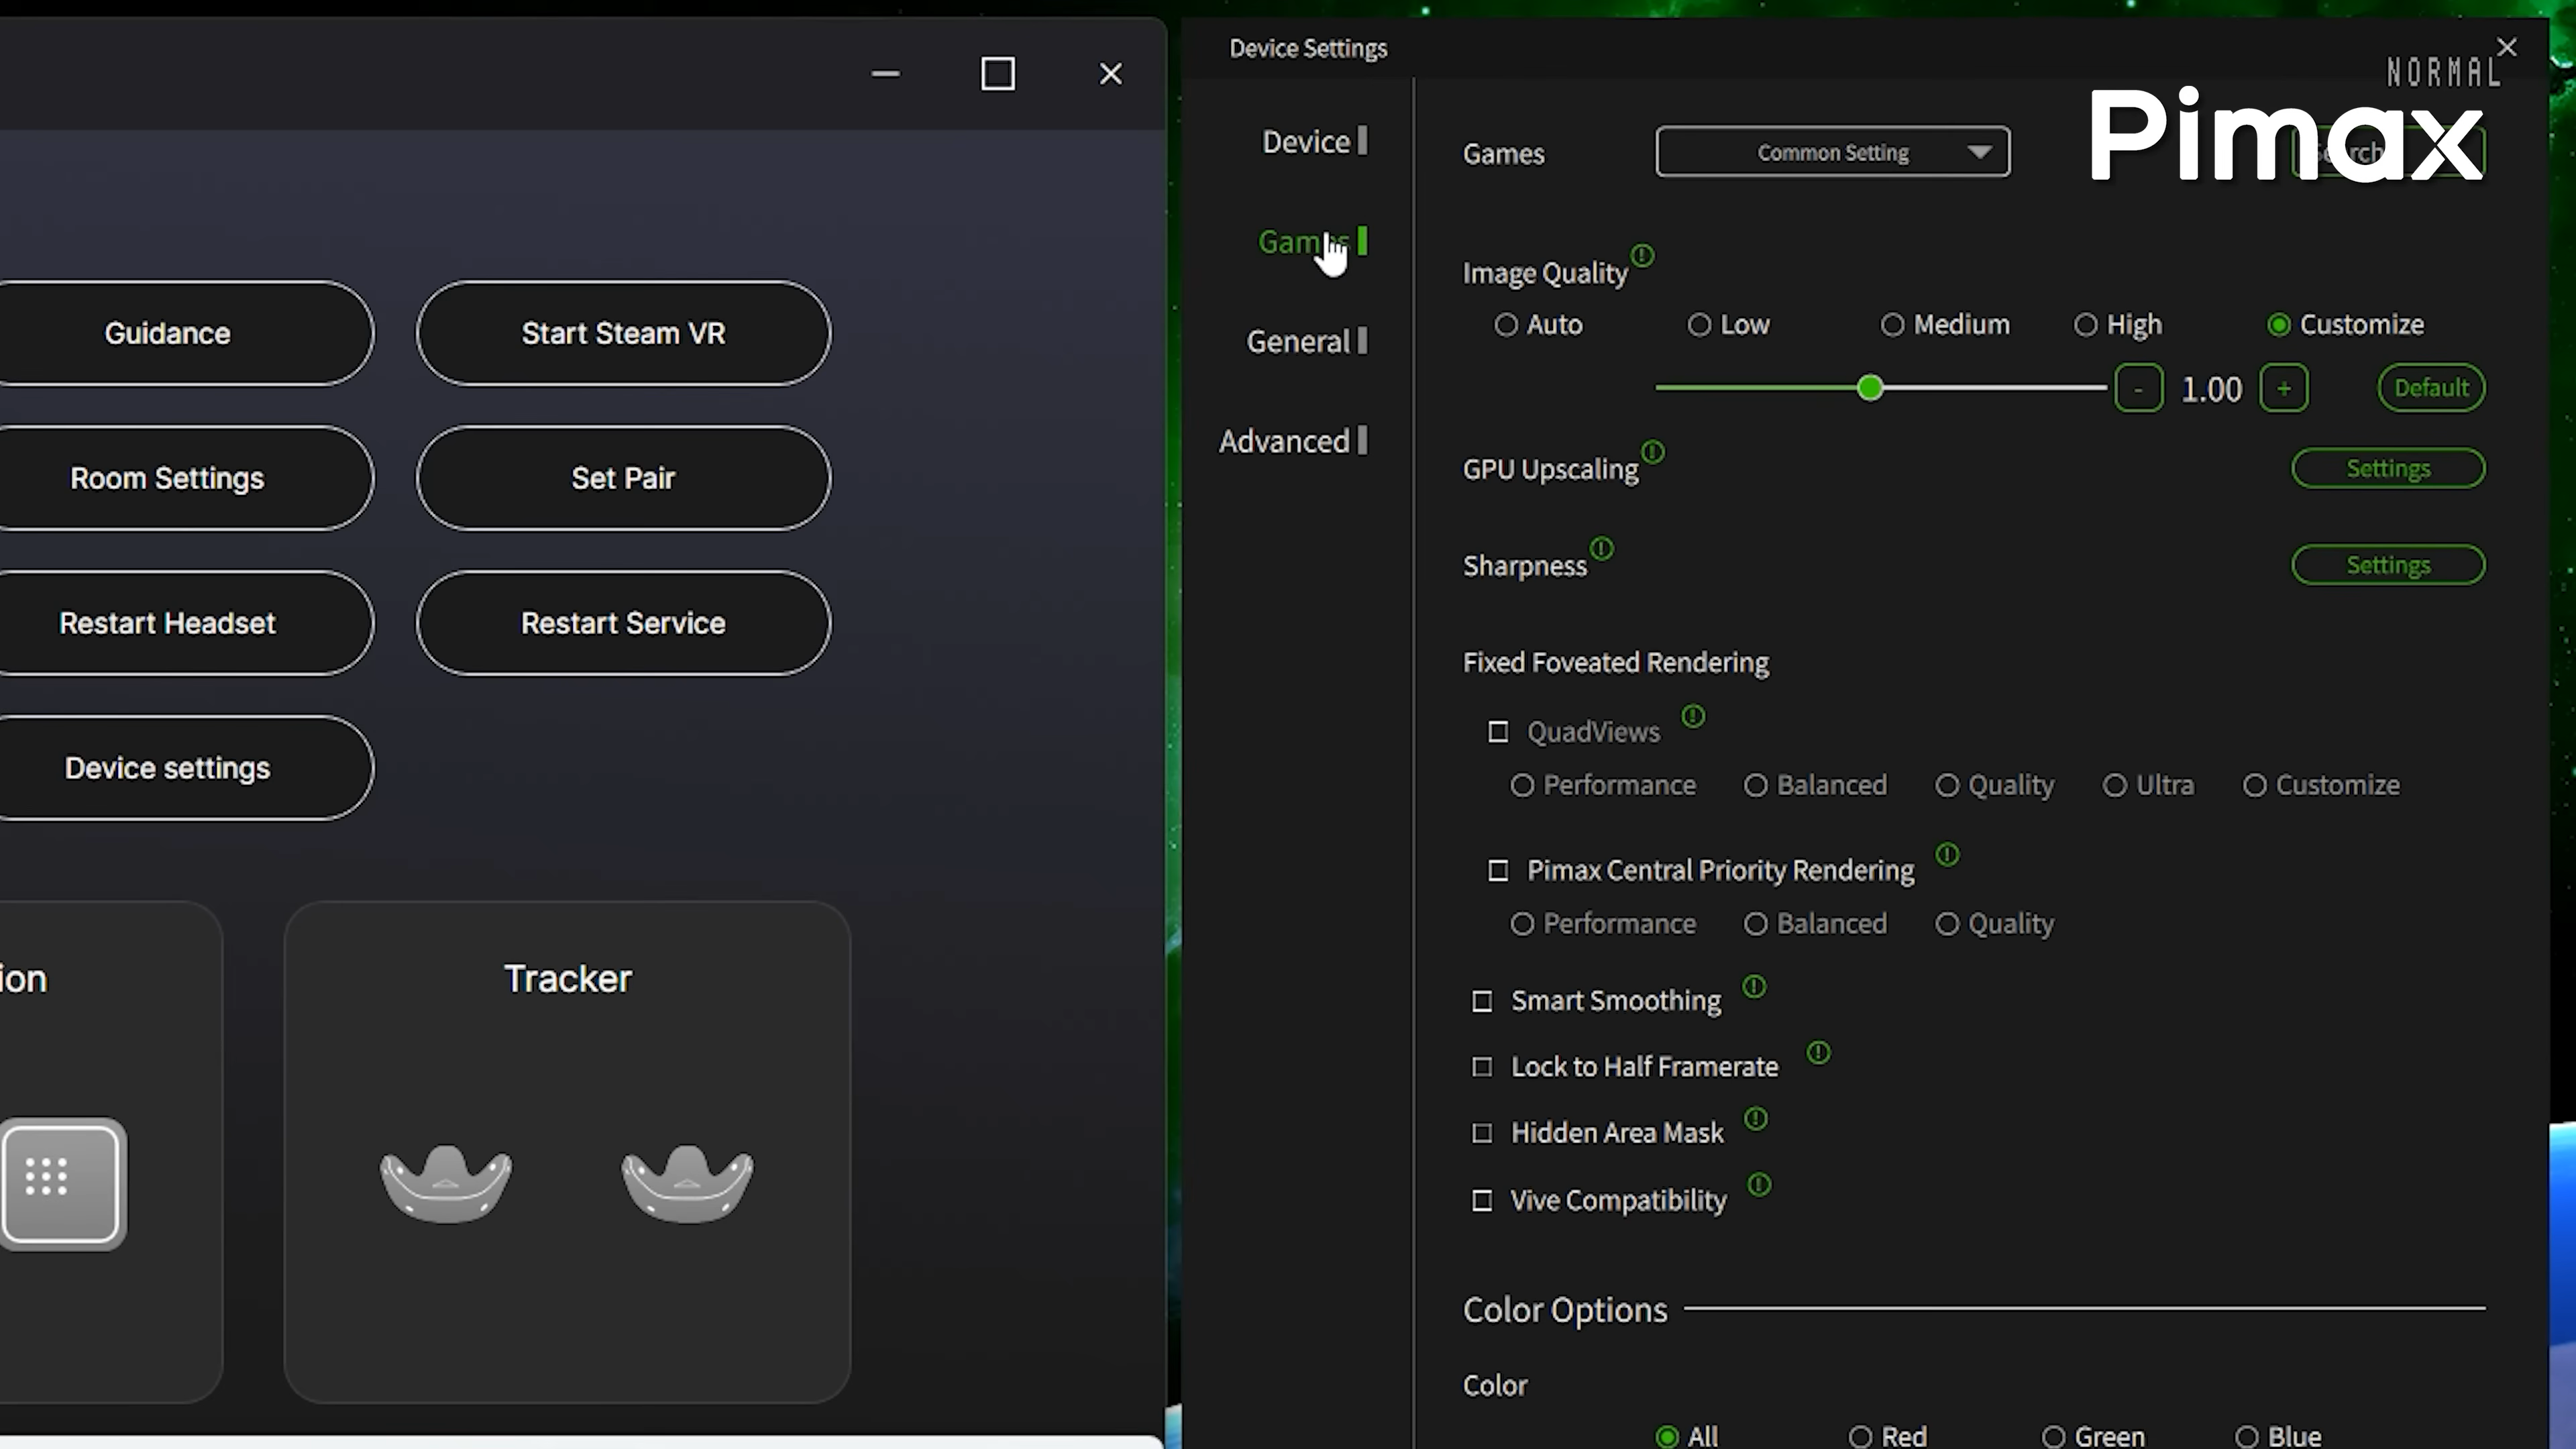 Device Settings
NORMAL
Pimax
Device
Games
General
Advanced
Guidance
Start Steam VR
Room Settings
Set Pair
Restart Headset
Restart Service
Device settings
ion
Tracker
Games
Common Setting
Image Quality
Auto
Low
Medium
High
Customize
-
1.00
+
Default
GPU Upscaling
Settings
Sharpness
Settings
Fixed Foveated Rendering
QuadViews
Performance
Balanced
Quality
Ultra
Customize
Pimax Central Priority Rendering
Performance
Balanced
Quality
Smart Smoothing
Lock to Half Framerate
Hidden Area Mask
Vive Compatibility
Color Options
Color
All
Red
Green
Blue